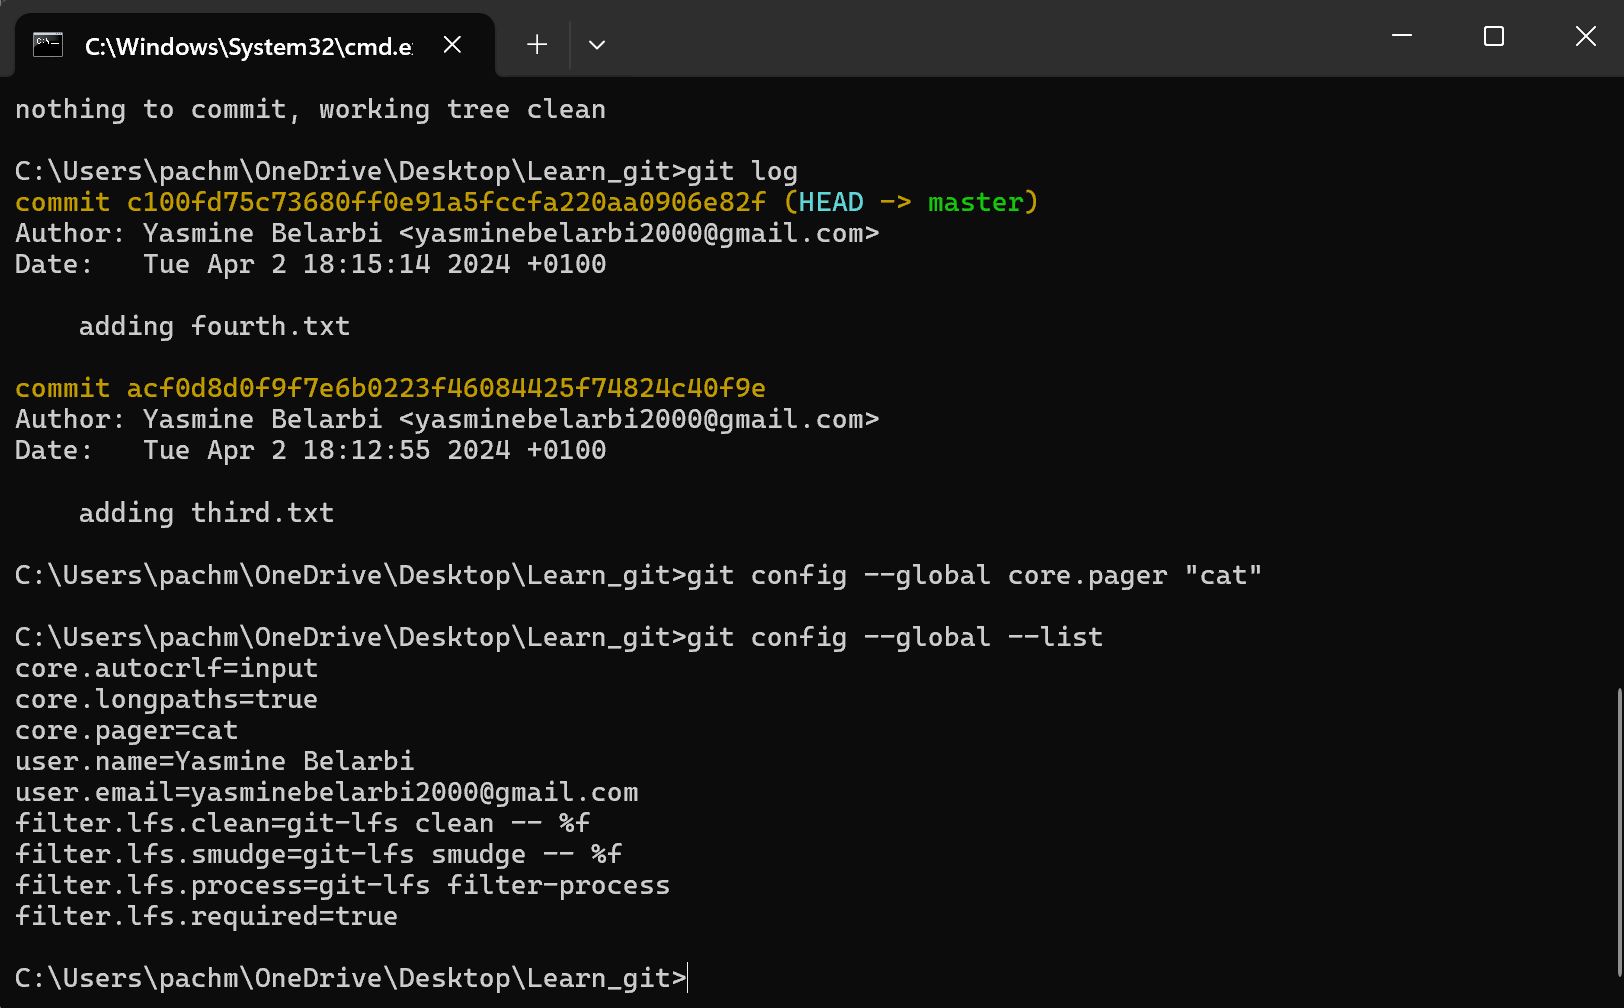 C:\Windows\System32\cmd.e
nothing to commit, working tree clean
C:\Users\pachm\OneDrive\Desktop\Learn_git>git log
commit c100fd75c73680ff0e91a5fccfa220aa0906e82f (HEAD -> master)
Author: Yasmine Belarbi <yasminebelarbi2000@gmail.com>
Date:   Tue Apr 2 18:15:14 2024 +0100
    adding fourth.txt
commit acf0d8d0f9f7e6b0223f46084425f74824c40f9e
Author: Yasmine Belarbi <yasminebelarbi2000@gmail.com>
Date:   Tue Apr 2 18:12:55 2024 +0100
    adding third.txt
C:\Users\pachm\OneDrive\Desktop\Learn_git>git config --global core.pager "cat"
C:\Users\pachm\OneDrive\Desktop\Learn_git>git config --global --list
core.autocrlf=input
core.longpaths=true
core.pager=cat
user.name=Yasmine Belarbi
user.email=yasminebelarbi2000@gmail.com
filter.lfs.clean=git-lfs clean -- %f
filter.lfs.smudge=git-lfs smudge -- %f
filter.lfs.process=git-lfs filter-process
filter.lfs.required=true
C:\Users\pachm\OneDrive\Desktop\Learn_git>